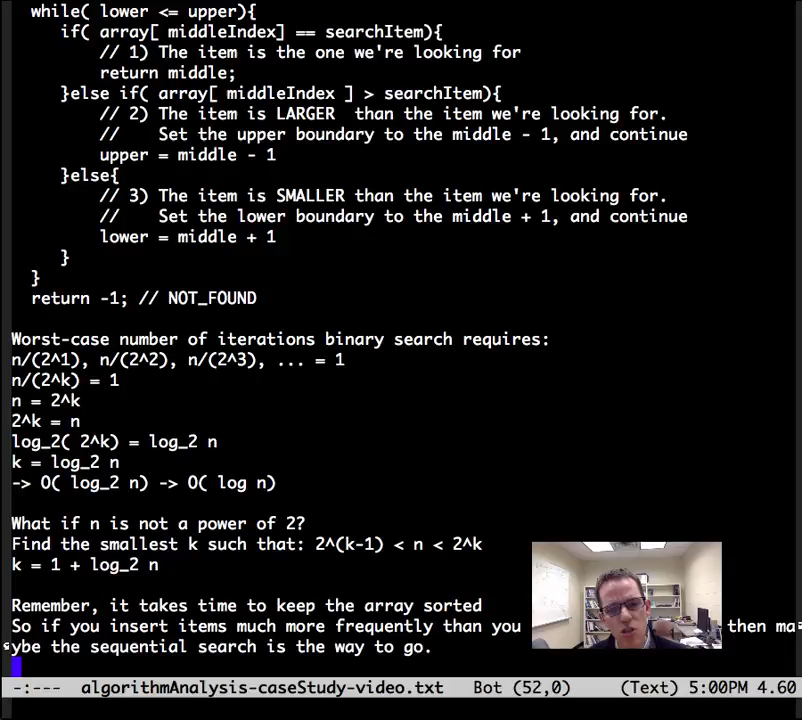 while( lower <= upper){
if( array[ middleIndex] == searchItem){
// 1) The item is the one we're looking for
return middle;
}else if( array[ middleIndex ] > searchItem){
// 2) The item is LARGER  than the item we're looking for.
//    Set the upper boundary to the middle - 1, and continue
upper = middle - 1
}else{
// 3) The item is SMALLER than the item we're looking for.
//    Set the lower boundary to the middle + 1, and continue
lower = middle + 1
}
}
return -1; // NOT_FOUND
Worst-case number of iterations binary search requires:
n/(2^1), n/(2^2), n/(2^3), ... = 1
n/(2^k) = 1
n = 2^k
2^k = n
log_2( 2^k) = log_2 n
k = log_2 n
-> O( log_2 n) -> O( log n)
What if n is not a power of 2?
Find the smallest k such that: 2^(k-1) < n < 2^k
k = 1 + log_2 n
Remember, it takes time to keep the array sorted
So if you insert items much more frequently than you then ma
ybe the sequential search is the way to go.
-:---  algorithmAnalysis-caseStudy-video.txt   Bot (52,0)     (Text) 5:00PM 4.60